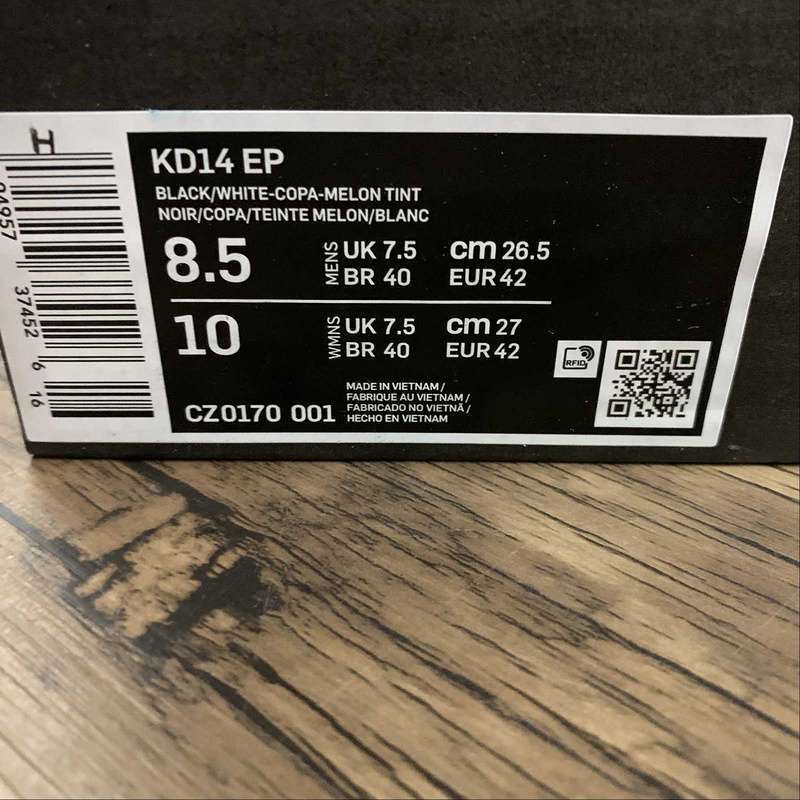 H
KD14 EP
BLACK/WHITE-COPA-MELON TINT
NOIR/COPA/TEINTE MELON/BLANC
8.5 MENS UK 7.5 cm 26.5
BR 40 EUR 42
10 WMNS UK 7.5 cm 27
BR 40 EUR 42
RFID
CZ0170 001
MADE IN VIETNAM /
FABRIQUE AU VIETNAM /
FABRICADO NO VIETNÃ /
HECHO EN VIETNAM
04957 37452 6 16